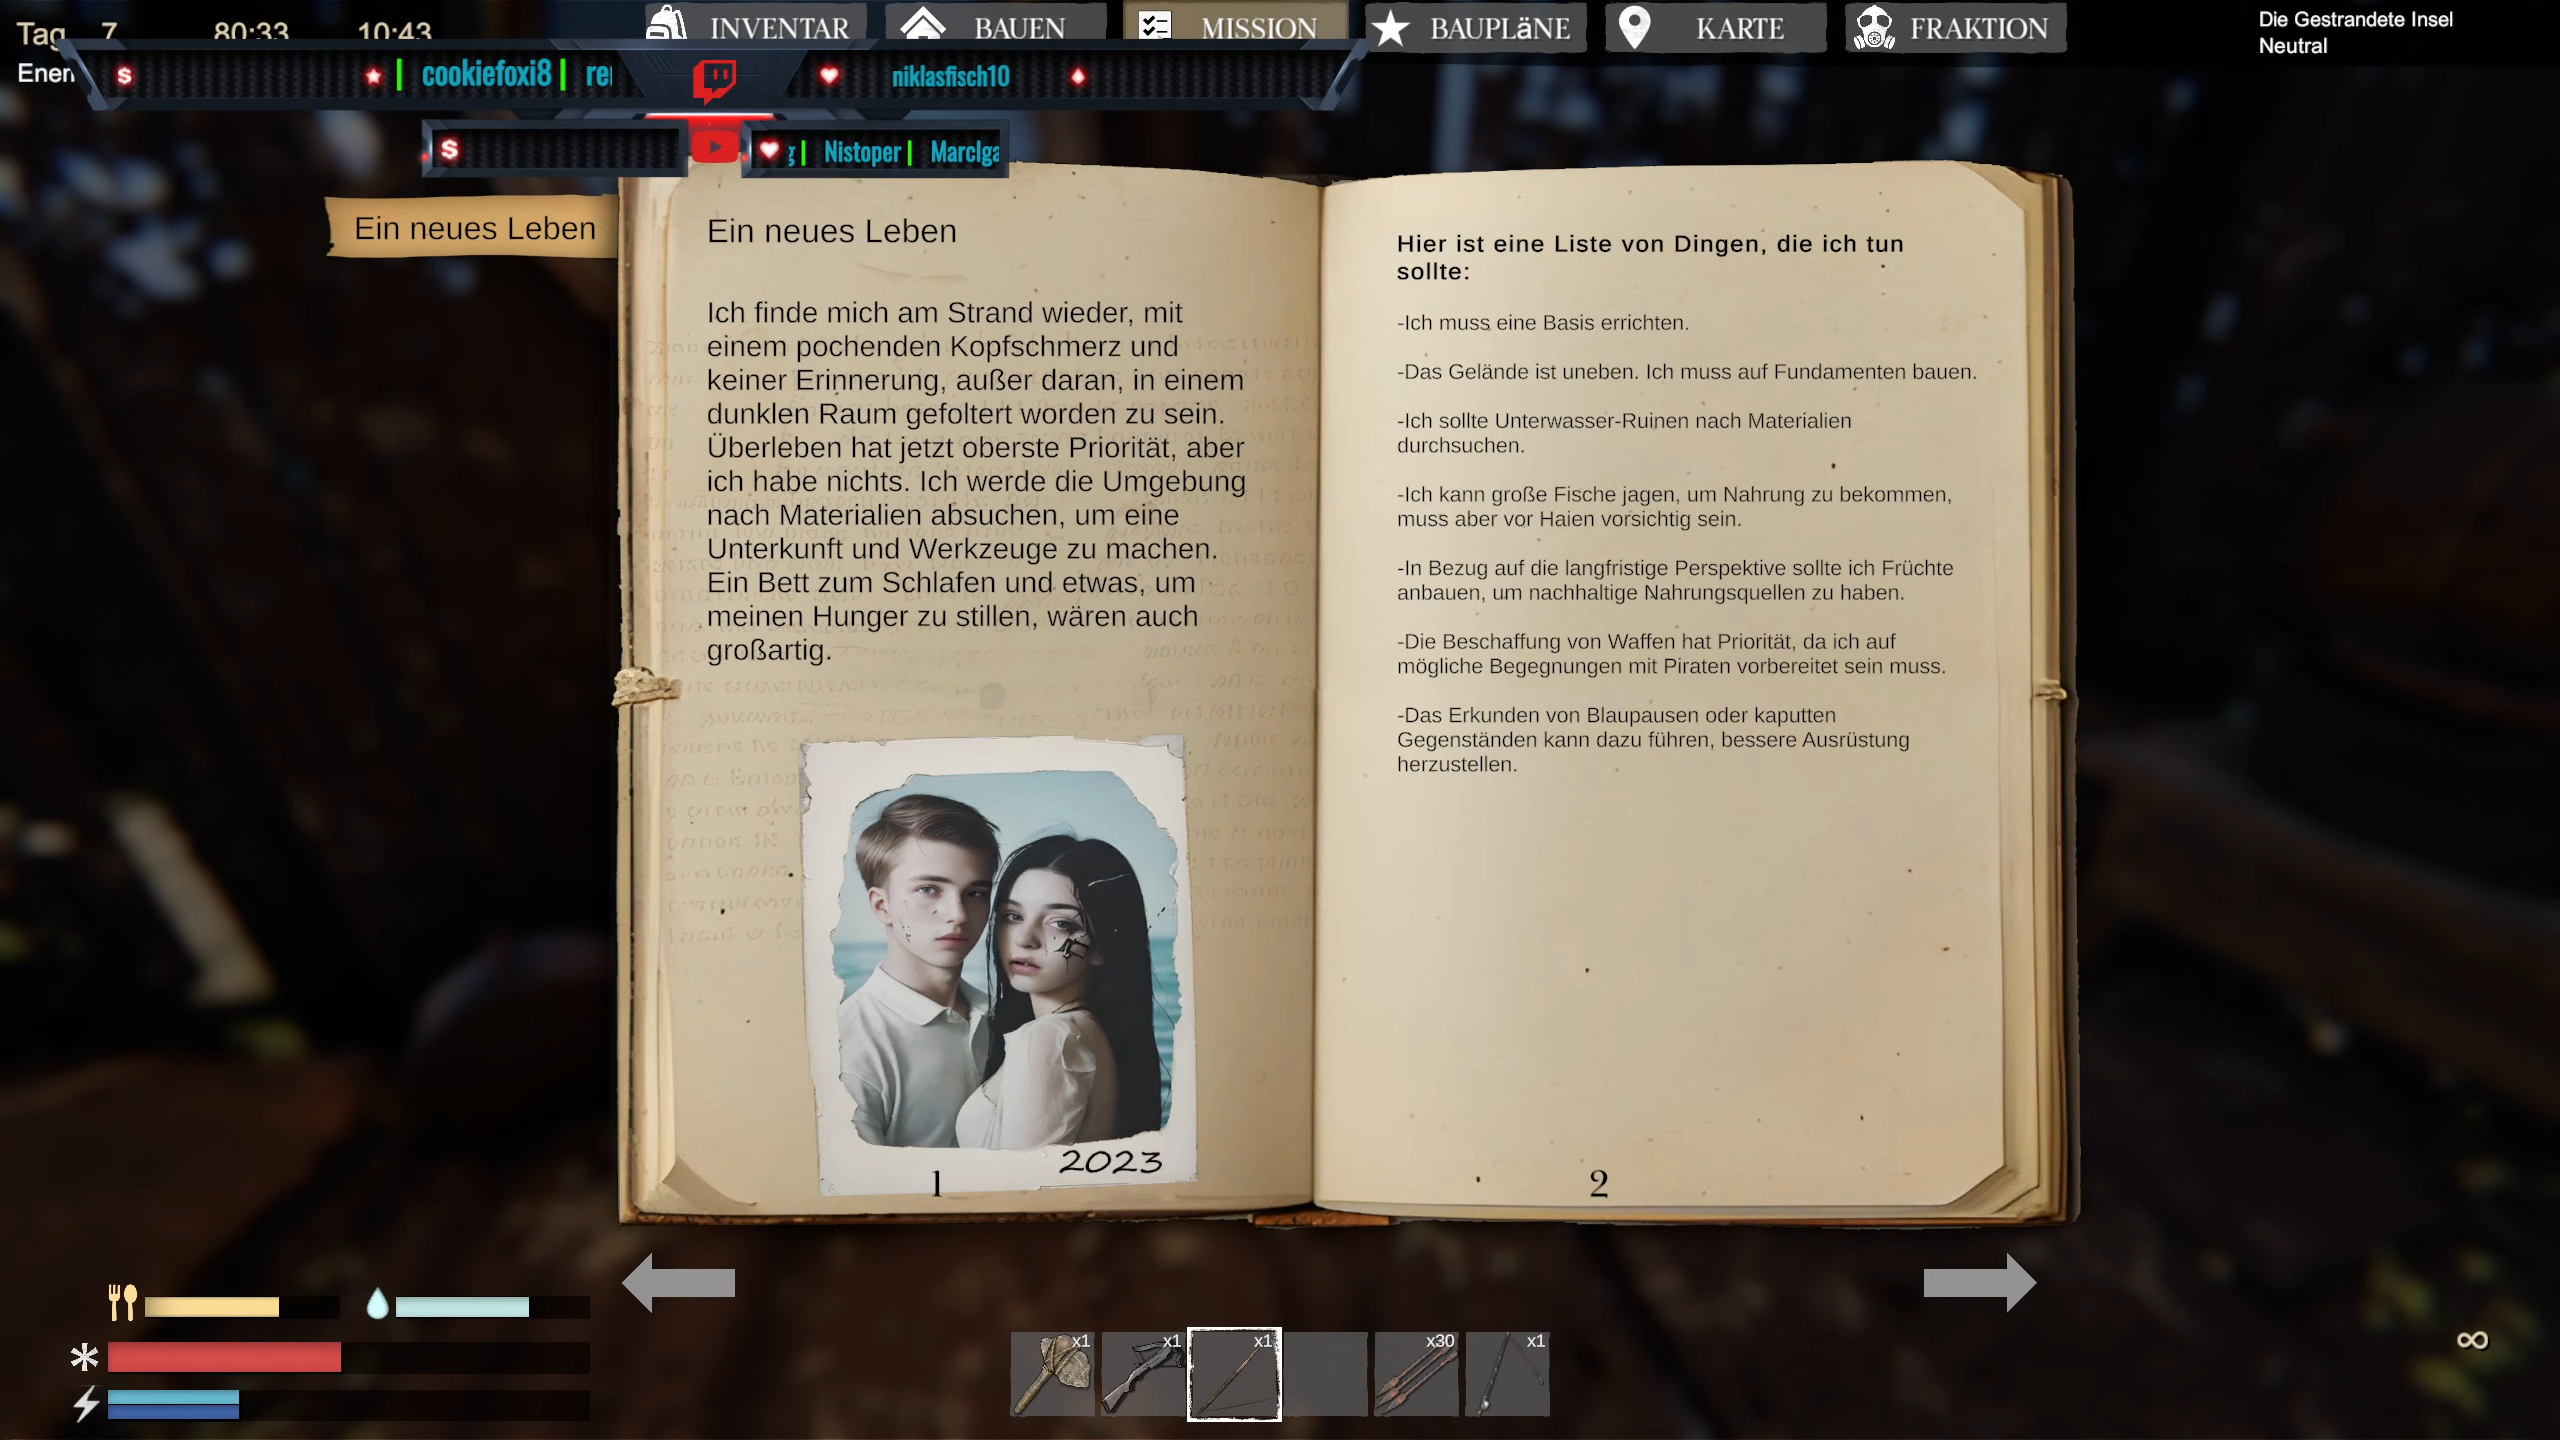 Tag 7 80:33 10:43
INVENTAR
BAUEN
MISSION
BAUPLäNE
KARTE
FRAKTION
Die Gestrandete Insel
Neutral
Ener
cookiefoxi8
niklasfisch10
Nistoper
Marclga
Ein neues Leben
Ein neues Leben
Ich finde mich am Strand wieder, mit
einem pochenden Kopfschmerz und
keiner Erinnerung, außer daran, in einem
dunklen Raum gefoltert worden zu sein.
Überleben hat jetzt oberste Priorität, aber
ich habe nichts. Ich werde die Umgebung
nach Materialien absuchen, um eine
Unterkunft und Werkzeuge zu machen.
Ein Bett zum Schlafen und etwas, um
meinen Hunger zu stillen, wären auch
großartig.
2023
1
Hier ist eine Liste von Dingen, die ich tun
sollte:
-Ich muss eine Basis errichten.
-Das Gelände ist uneben. Ich muss auf Fundamenten bauen.
-Ich sollte Unterwasser-Ruinen nach Materialien
durchsuchen.
-Ich kann große Fische jagen, um Nahrung zu bekommen,
muss aber vor Haien vorsichtig sein.
-In Bezug auf die langfristige Perspektive sollte ich Früchte
anbauen, um nachhaltige Nahrungsquellen zu haben.
-Die Beschaffung von Waffen hat Priorität, da ich auf
mögliche Begegnungen mit Piraten vorbereitet sein muss.
-Das Erkunden von Blaupausen oder kaputten
Gegenständen kann dazu führen, bessere Ausrüstung
herzustellen.
2
x1
x1
x1
x30
x1
∞